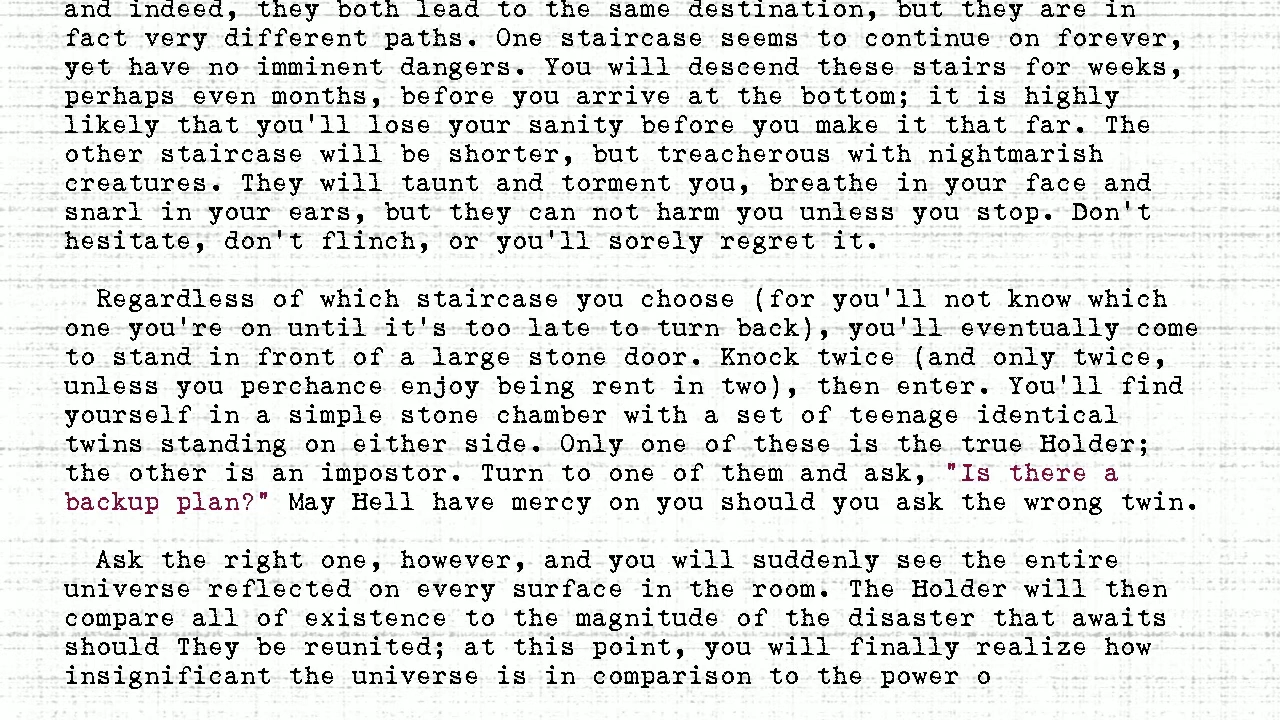 and indeed, they both lead to the same destination, but they are in
fact very different paths. One staircase seems to continue on forever,
yet have no imminent dangers. You will descend these stairs for weeks,
perhaps even months, before you arrive at the bottom; it is highly
likely that you'll lose your sanity before you make it that far. The
other staircase will be shorter, but treacherous with nightmarish
creatures. They will taunt and torment you, breathe in your face and
snarl in your ears, but they can not harm you unless you stop. Don't
hesitate, don't flinch, or you'll sorely regret it.
Regardless of which staircase you choose (for you'll not know which
one you're on until it's too late to turn back), you'll eventually come
to stand in front of a large stone door. Knock twice (and only twice,
unless you perchance enjoy being rent in two), then enter. You'll find
yourself in a simple stone chamber with a set of teenage identical
twins standing on either side. Only one of these is the true Holder;
the other is an impostor. Turn to one of them and ask, "Is there a
backup plan?" May Hell have mercy on you should you ask the wrong twin.
Ask the right one, however, and you will suddenly see the entire
universe reflected on every surface in the room. The Holder will then
compare all of existence to the magnitude of the disaster that awaits
should They be reunited; at this point, you will finally realize how
insignificant the universe is in comparison to the power o